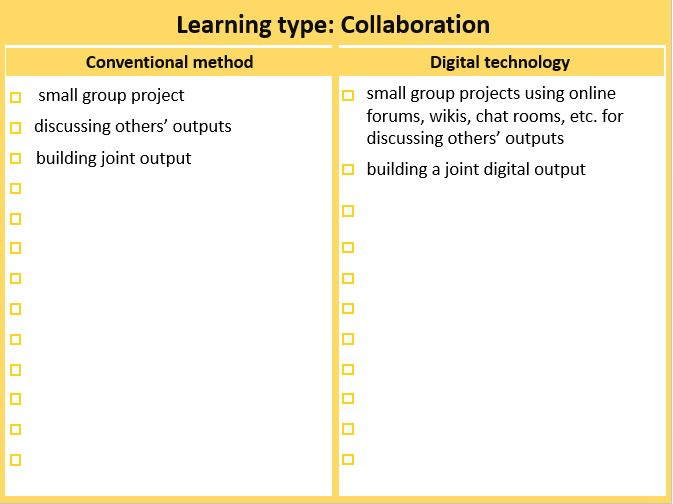 Learning type: Collaboration
Conventional method
small group project
discussing others’ outputs
building joint output
Digital technology
small group projects using online
forums, wikis, chat rooms, etc. for
discussing others’ outputs
building a joint digital output